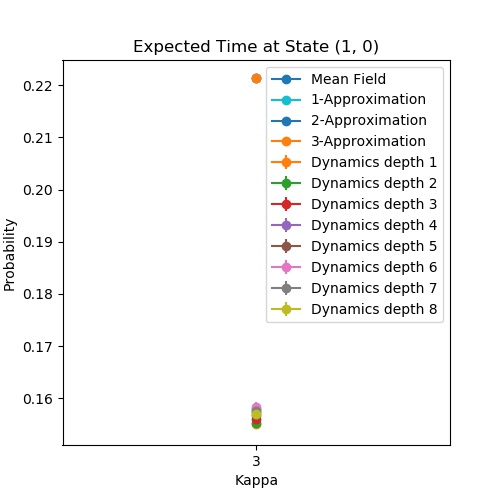 Expected Time at State (1, 0)
0.22
0.21
0.20
0.19
0.18
0.17
0.16
Probability
Mean Field
1-Approximation
2-Approximation
3-Approximation
Dynamics depth 1
Dynamics depth 2
Dynamics depth 3
Dynamics depth 4
Dynamics depth 5
Dynamics depth 6
Dynamics depth 7
Dynamics depth 8
3
Kappa